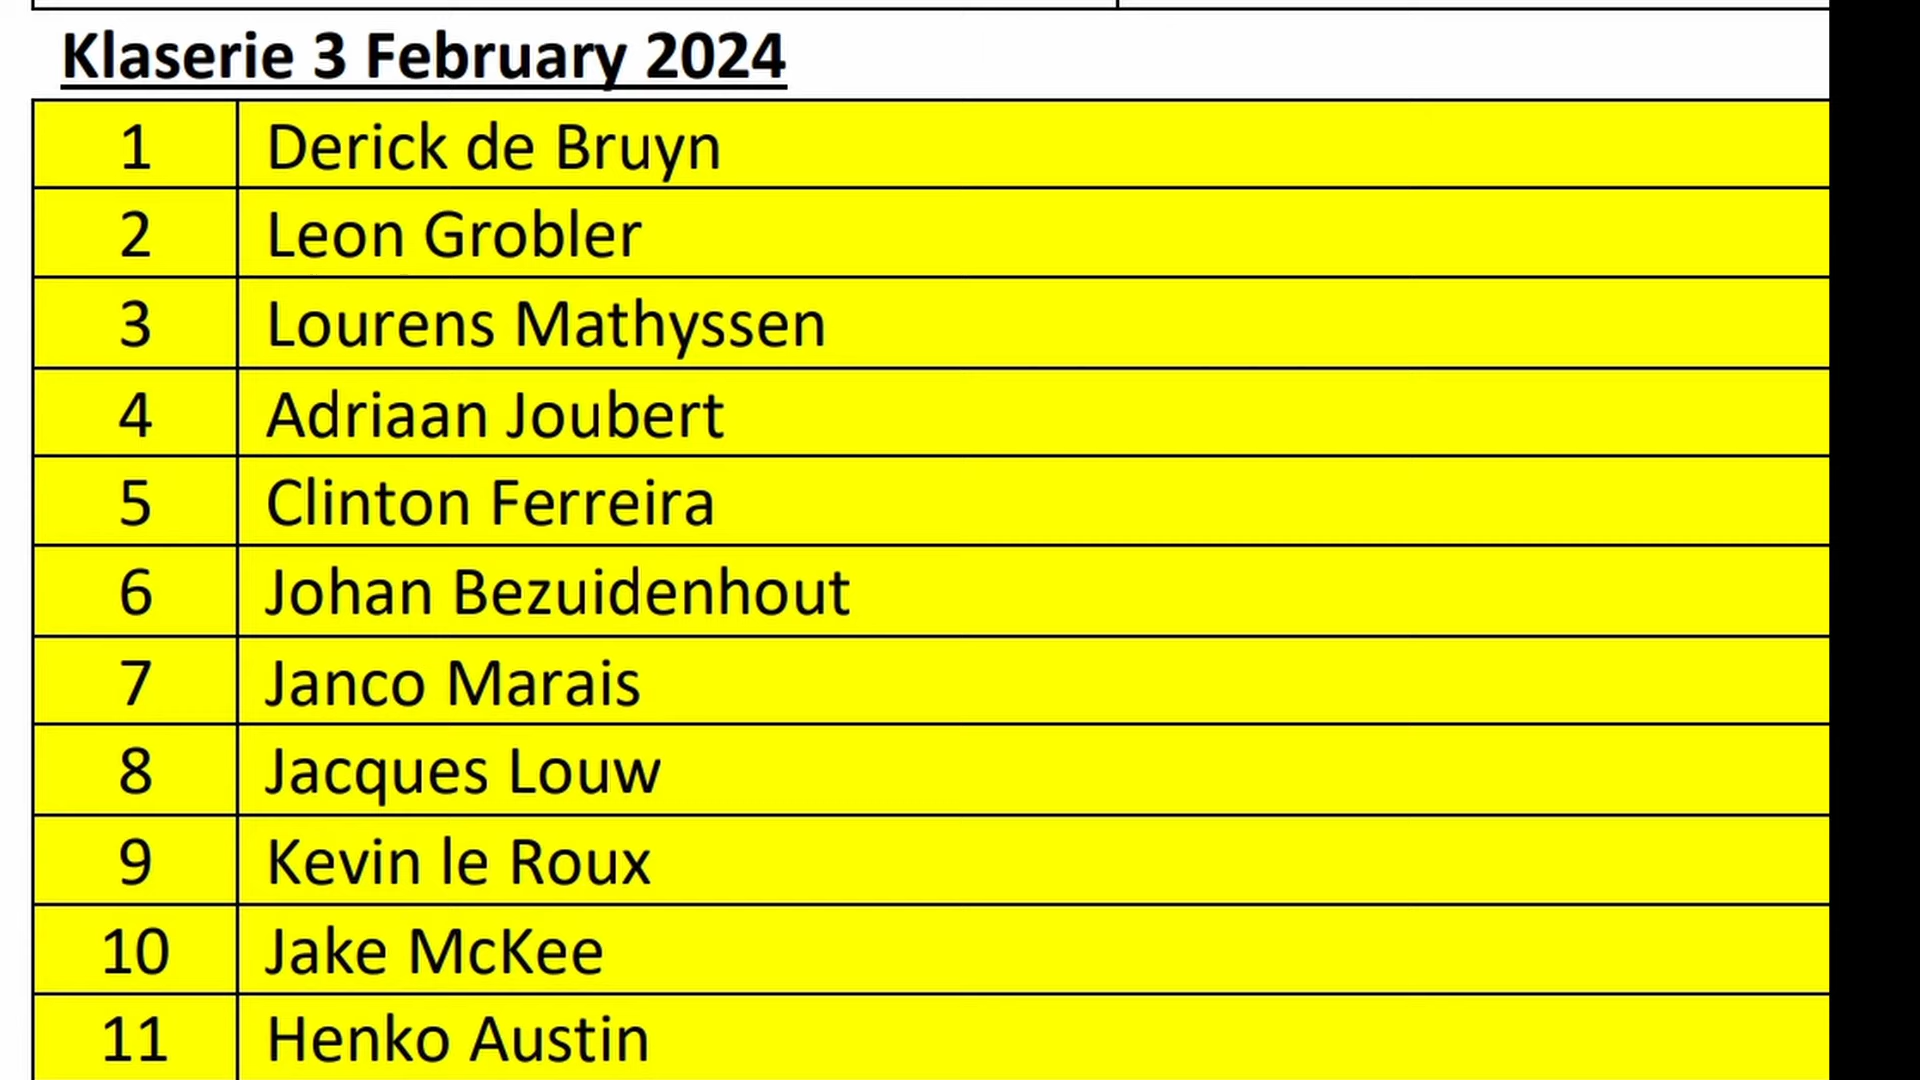 Klaserie 3 February 2024
1 Derick de Bruyn
2 Leon Grobler
3 Lourens Mathyssen
4 Adriaan Joubert
5 Clinton Ferreira
6 Johan Bezuidenhout
7 Janco Marais
8 Jacques Louw
9 Kevin le Roux
10 Jake McKee
11 Henko Austin